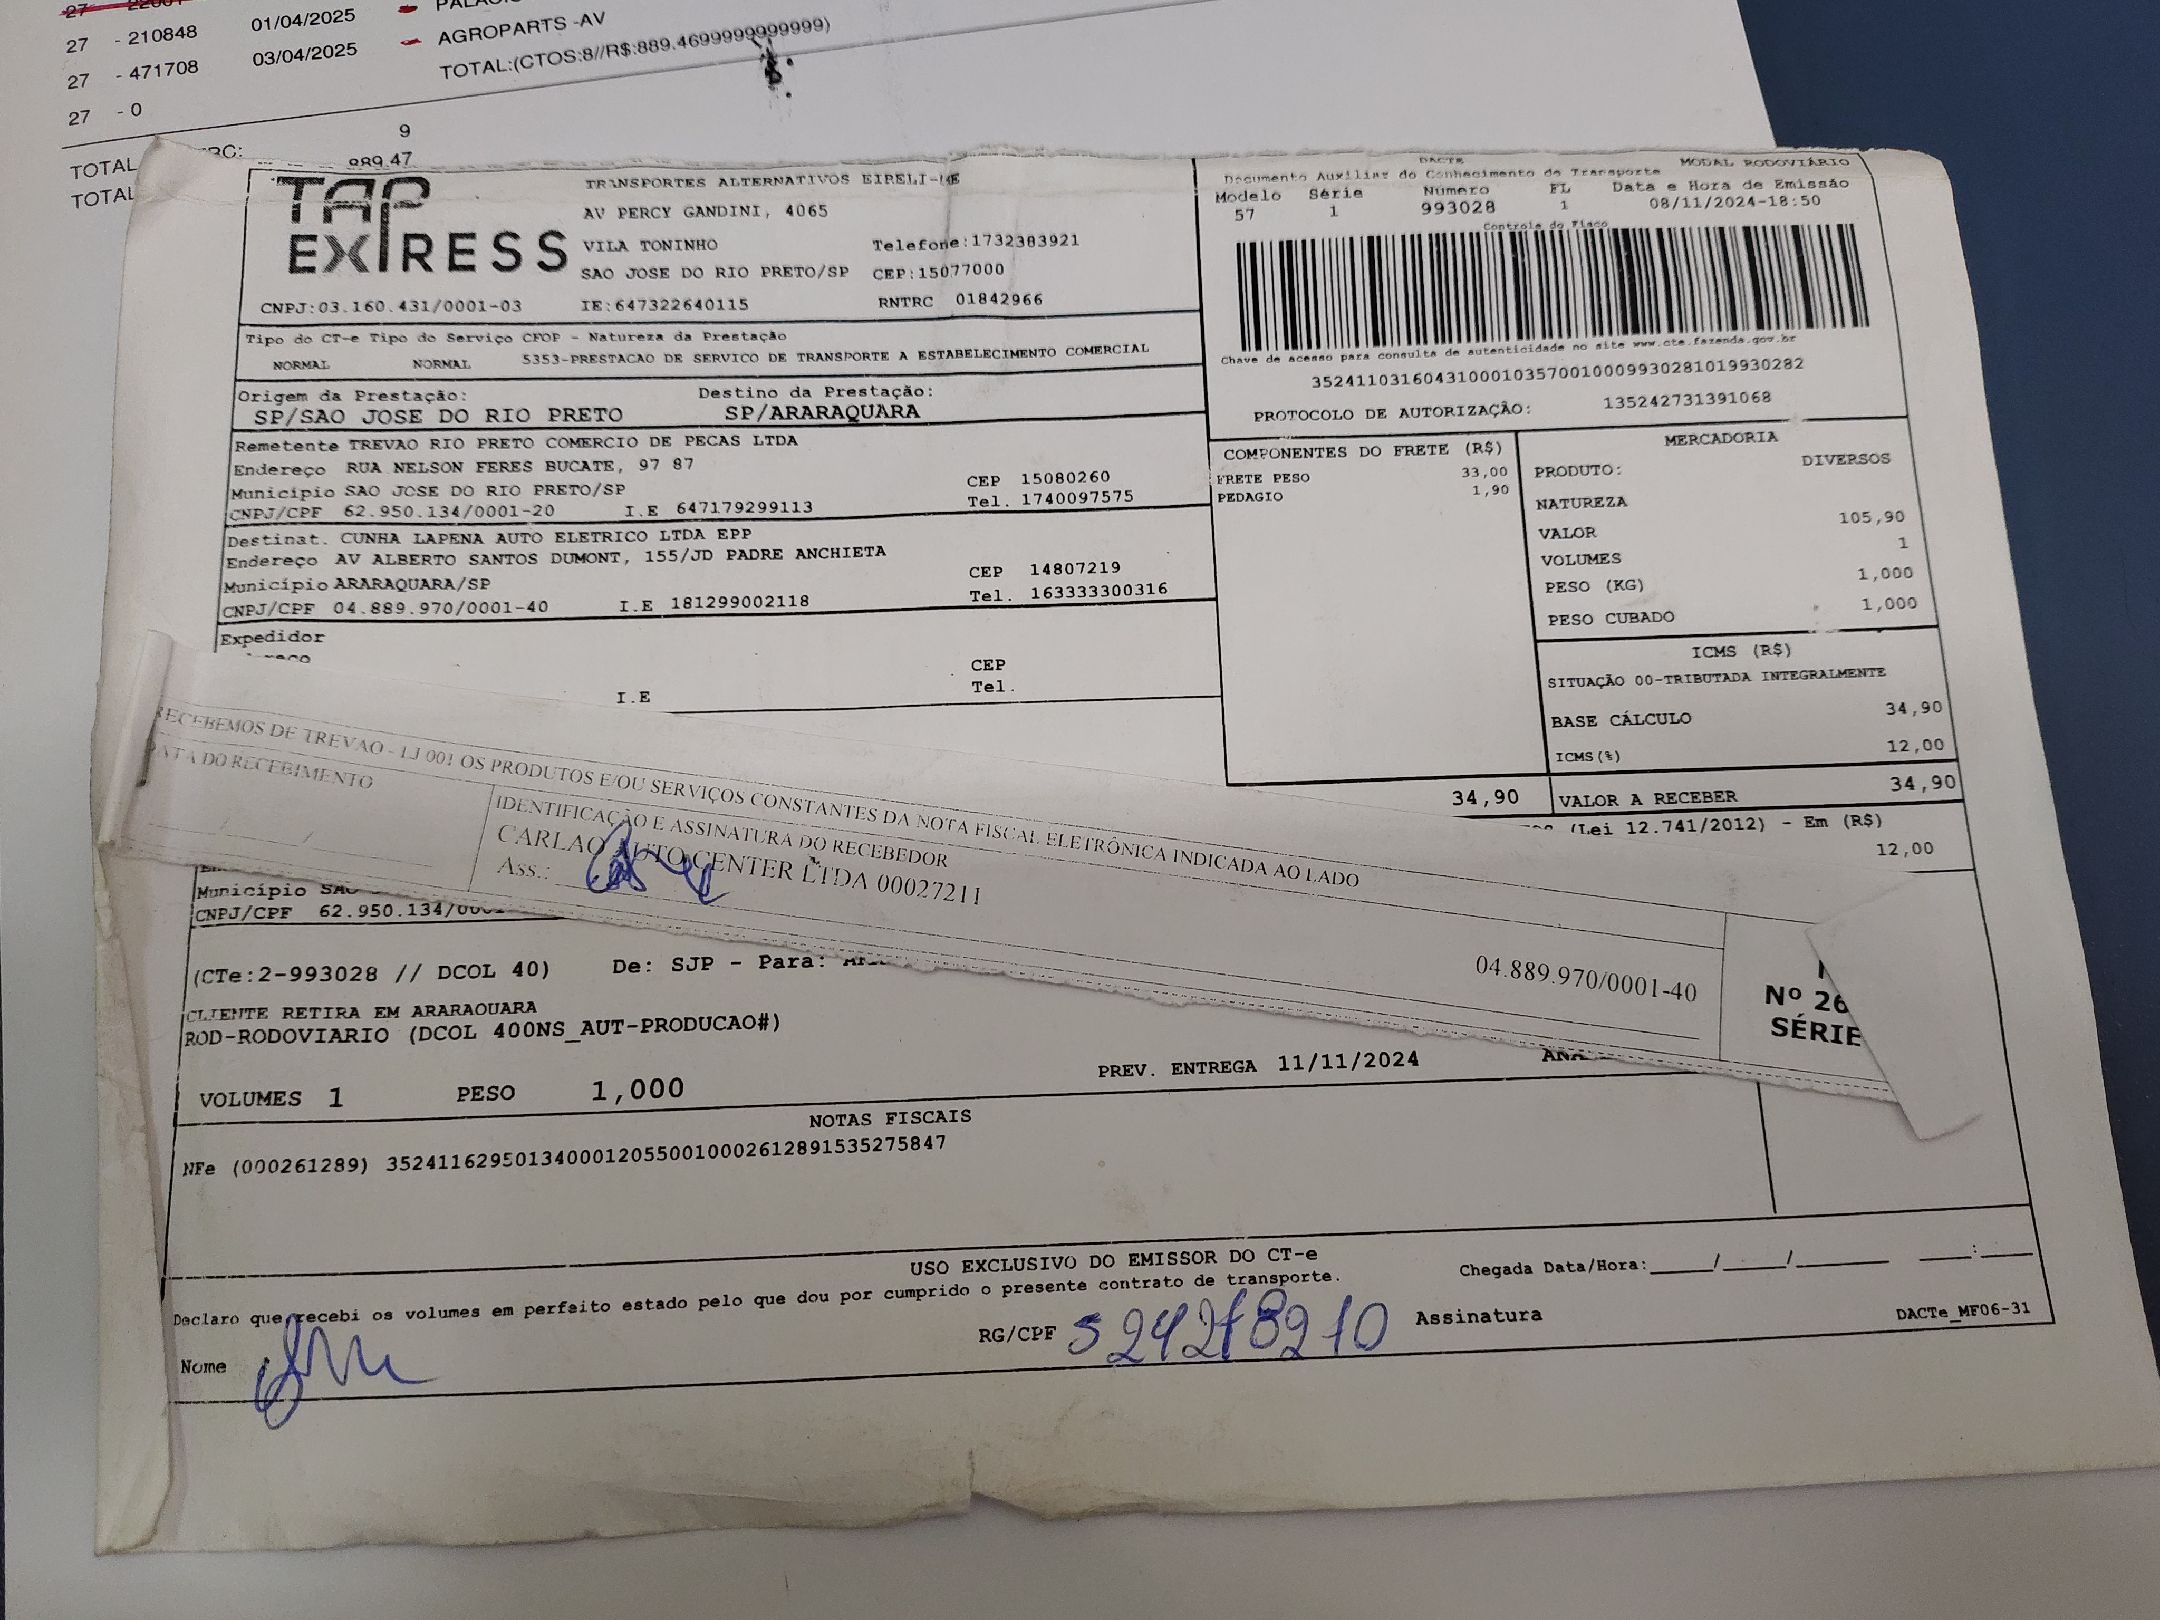 27 - 210848 01/04/2025
27 - 471708 03/04/2025 AGROPARTS -AV
27 - 0 TOTAL:(CTOS:8//R$:889.4699999999999)
9
TOTAL
TOTAL 889.47
TAP EXPRESS
TRANSPORTES ALTERNATIVOS EIRELI-ME
AV PERCY GANDINI, 4065
VILA TONINHO Telefone:1732383921
SAO JOSE DO RIO PRETO/SP CEP:15077000
CNPJ:03.160.431/0001-03 IE:647322640115 RNTRC 01842966
DACTE MODAL RODOVIÁRIO
Documento Auxiliar do Conhecimento de Transporte
Modelo Série Número FL Data e Hora de Emissão
57 1 993028 1 08/11/2024-18:50
Controle do Fisco
Chave de acesso para consulta de autenticidade no site www.cte.fazenda.gov.br
35241103160431000103570010009930281019930282
PROTOCOLO DE AUTORIZAÇÃO: 135242731391068
Tipo do CT-e Tipo do Serviço CFOP - Natureza da Prestação
NORMAL NORMAL 5353-PRESTACAO DE SERVICO DE TRANSPORTE A ESTABELECIMENTO COMERCIAL
Origem da Prestação: Destino da Prestação:
SP/SAO JOSE DO RIO PRETO SP/ARARAQUARA
Remetente TREVAO RIO PRETO COMERCIO DE PECAS LTDA
Endereço RUA NELSON FERES BUCATE, 97 87
Município SAO JOSE DO RIO PRETO/SP CEP 15080260
CNPJ/CPF 62.950.134/0001-20 I.E 647179299113 Tel. 1740097575
Destinat. CUNHA LAPENA AUTO ELETRICO LTDA EPP
Endereço AV ALBERTO SANTOS DUMONT, 155/JD PADRE ANCHIETA
Município ARARAQUARA/SP CEP 14807219
CNPJ/CPF 04.889.970/0001-40 I.E 181299002118 Tel. 163333300316
Expedidor
CEP
I.E Tel.
COMPONENTES DO FRETE (R$)
FRETE PESO 33,00
PEDAGIO 1,90
34,90
MERCADORIA
PRODUTO: DIVERSOS
NATUREZA
VALOR 105,90
VOLUMES 1
PESO (KG) 1,000
PESO CUBADO 1,000
ICMS (R$)
SITUAÇÃO 00-TRIBUTADA INTEGRALMENTE
BASE CÁLCULO 34,90
ICMS(%) 12,00
VALOR A RECEBER 34,90
(Lei 12.741/2012) - Em (R$)
12,00
RECEBEMOS DE TREVAO - LJ 001 OS PRODUTOS E/OU SERVIÇOS CONSTANTES DA NOTA FISCAL ELETRÔNICA INDICADA AO LADO
DATA DO RECEBIMENTO IDENTIFICAÇÃO E ASSINATURA DO RECEBEDOR
/ / CARLAO AUTO CENTER LTDA 00027211
Ass.:
04.889.970/0001-40
Nº 26
SÉRIE
Município
CNPJ/CPF 62.950.134/
(CTe:2-993028 // DCOL 40) De: SJP - Para:
CLIENTE RETIRA EM ARARAQUARA
ROD-RODOVIARIO (DCOL 400NS_AUT-PRODUCAO#)
PREV. ENTREGA 11/11/2024
VOLUMES 1 PESO 1,000
NOTAS FISCAIS
NFe (000261289) 35241162950134000120550010002612891535275847
USO EXCLUSIVO DO EMISSOR DO CT-e
Declaro que recebi os volumes em perfeito estado pelo que dou por cumprido o presente contrato de transporte.
Chegada Data/Hora:_____/_____/_______ ____:____
Nome RG/CPF Assinatura
DACTe_MF06-31